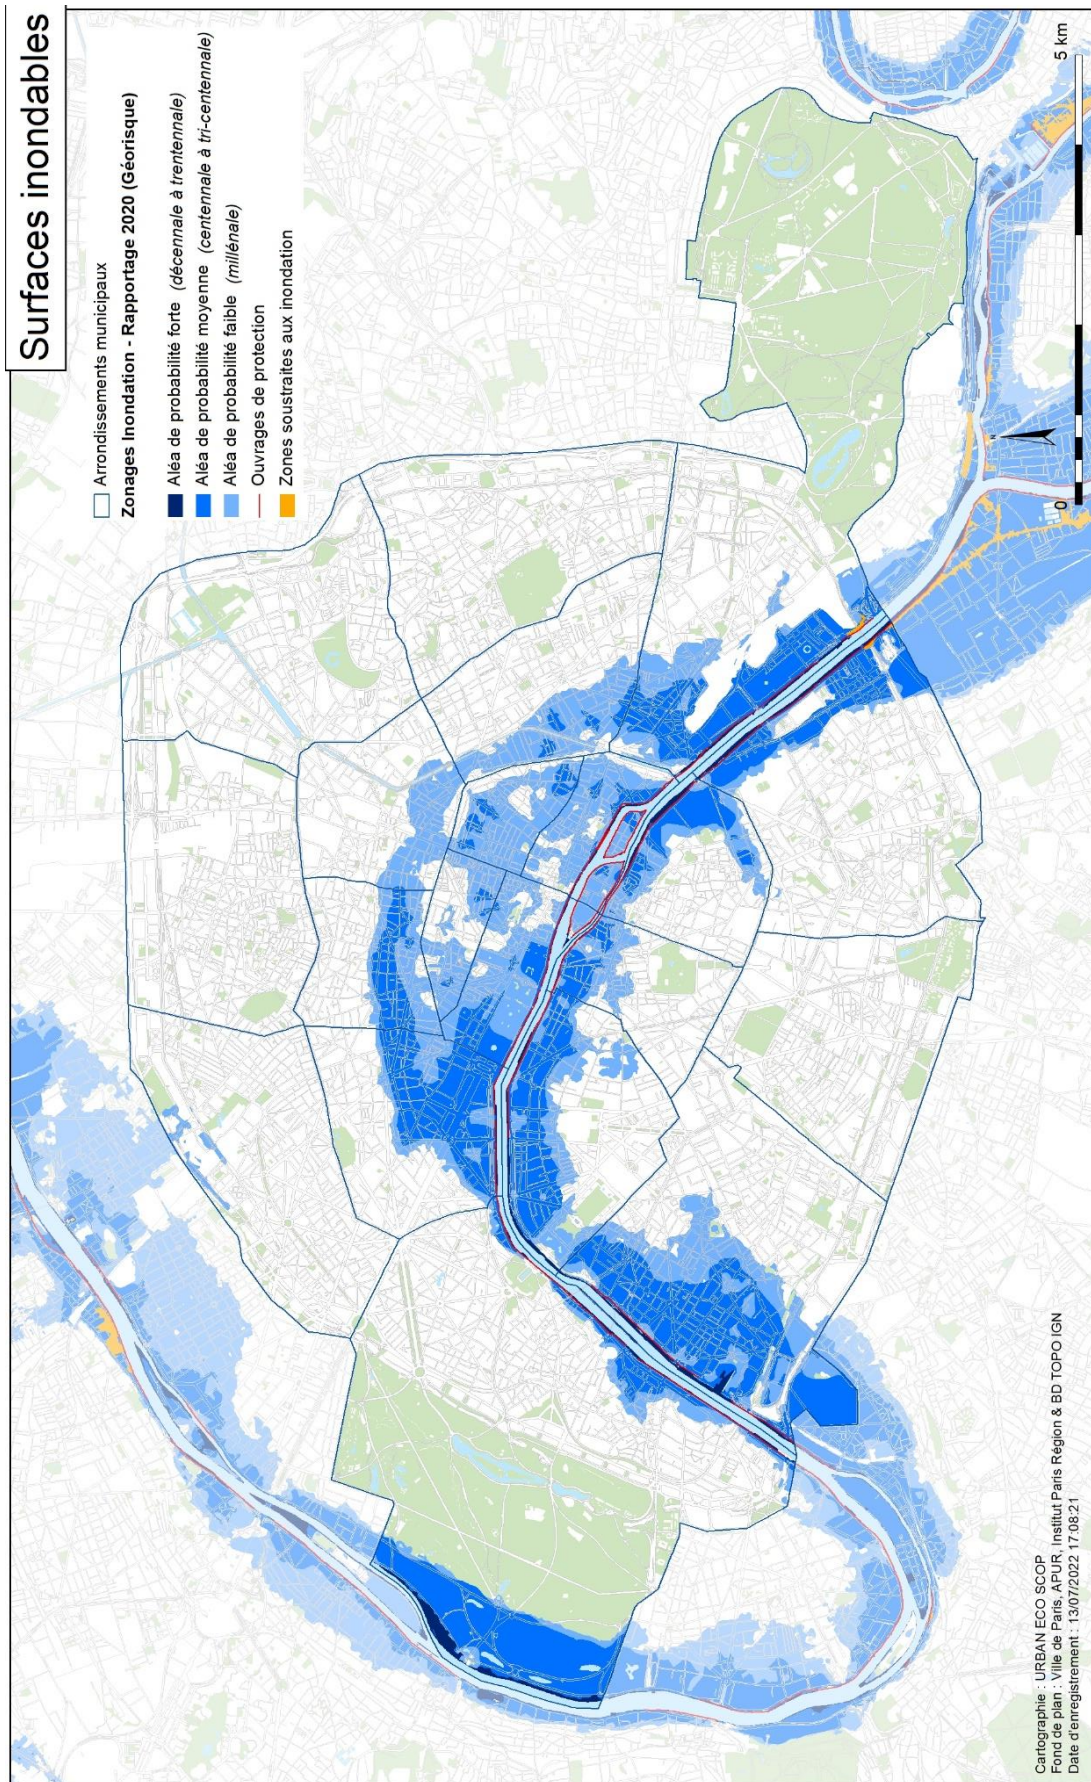 Surfaces inondables
Arrondissements municipaux
Zonages Inondation - Rapportage 2020 (Géorisque)
Aléa de probabilité forte (décennale à trentennale)
Aléa de probabilité moyenne (centennale à tri-centennale)
Aléa de probabilité faible (millénale)
Ouvrages de protection
Zones soustraites aux inondation
0
5 km
Cartographie : URBAN ECO SCOP
Fond de plan : Ville de Paris, APUR, Institut Paris Région & BD TOPO IGN
Date d'enregistrement : 13/07/2022 17:08:21